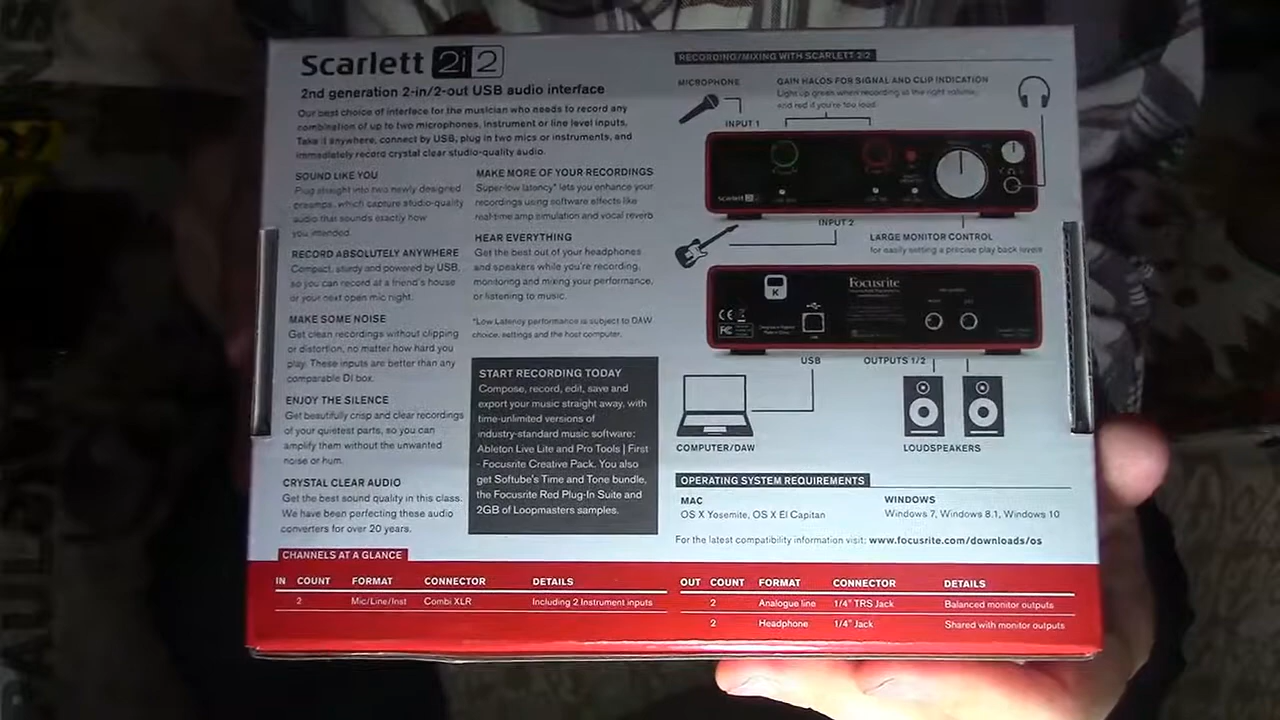 Scarlett 2i2
2nd generation 2-in/2-out USB audio interface
Our best choice of interface for the musician who needs to record any
combination of up to two microphones, instrument or line level inputs.
Take it anywhere, connect by USB, plug in two mics or instruments, and
immediately record crystal clear studio-quality audio.
SOUND LIKE YOU
Plug straight into two newly designed
preamps, which capture studio-quality
audio that sounds exactly how
you intended.
RECORD ABSOLUTELY ANYWHERE
Compact, sturdy and powered by USB,
so you can record at a friend's house
or your next open mic night.
MAKE SOME NOISE
Get clean recordings without clipping
or distortion, no matter how hard you
play. These inputs are better than any
comparable DI box.
ENJOY THE SILENCE
Get beautifully crisp and clear recordings
of your quietest parts, so you can
amplify them without the unwanted
noise or hum.
CRYSTAL CLEAR AUDIO
Get the best sound quality in this class.
We have been perfecting these audio
converters for over 20 years.
MAKE MORE OF YOUR RECORDINGS
Super-low latency* lets you enhance your
recordings using software effects like
real-time amp simulation and vocal reverb
HEAR EVERYTHING
Get the best out of your headphones
and speakers while you're recording,
monitoring and mixing your performance,
or listening to music.
*Low Latency performance is subject to DAW
choice, settings and the host computer.
START RECORDING TODAY
Compose, record, edit, save and
export your music straight away, with
time-unlimited versions of
industry-standard music software:
Ableton Live Lite and Pro Tools | First
- Focusrite Creative Pack. You also
get Softube's Time and Tone bundle,
the Focusrite Red Plug-In Suite and
2GB of Loopmasters samples.
RECORDING/MIXING WITH SCARLETT 2i2
MICROPHONE
GAIN HALOS FOR SIGNAL AND CLIP INDICATION
Light up green when recording at the right volume,
and red if you're too loud
INPUT 1
Scarlett 2i2
INPUT 2
LARGE MONITOR CONTROL
for easily setting a precise play back levels
K
Focusrite
CE
FC
USB
OUTPUTS 1/2
COMPUTER/DAW
LOUDSPEAKERS
OPERATING SYSTEM REQUIREMENTS
MAC
OS X Yosemite, OS X El Capitan
WINDOWS
Windows 7, Windows 8.1, Windows 10
For the latest compatibility information visit: www.focusrite.com/downloads/os
CHANNELS AT A GLANCE
IN COUNT FORMAT CONNECTOR DETAILS
2 Mic/Line/Inst Combi XLR Including 2 Instrument inputs
OUT COUNT FORMAT CONNECTOR DETAILS
2 Analogue line 1/4" TRS Jack Balanced monitor outputs
2 Headphone 1/4" Jack Shared with monitor outputs